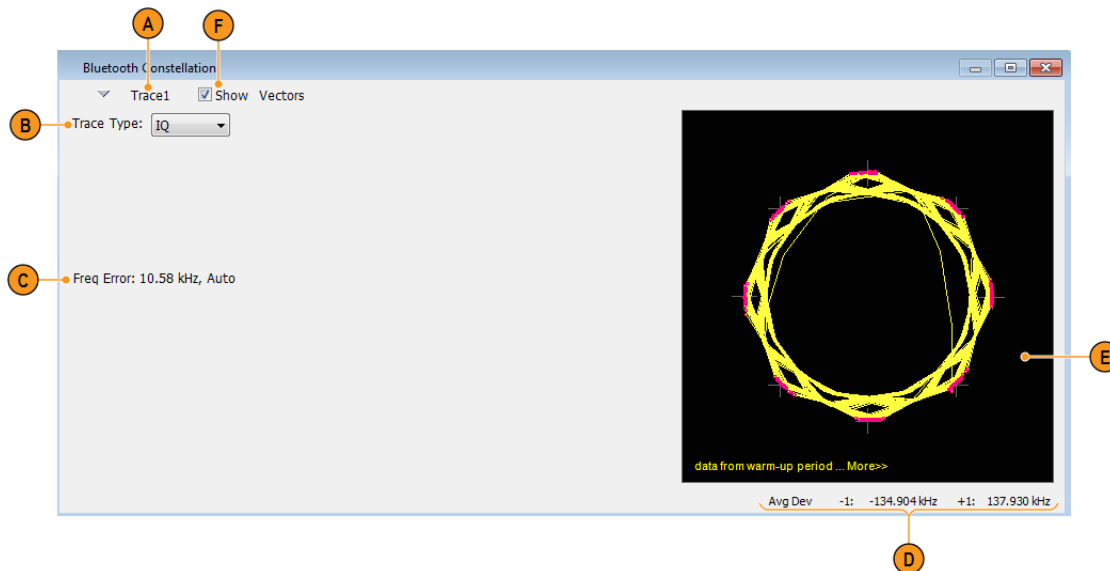 A
F
Bluetooth Constellation
Trace1 Show Vectors
B
Trace Type: IQ
C
Freq Error: 10.58 kHz, Auto
E
data from warm-up period ... More>>
Avg Dev -1: -134.904 kHz +1: 137.930 kHz
D